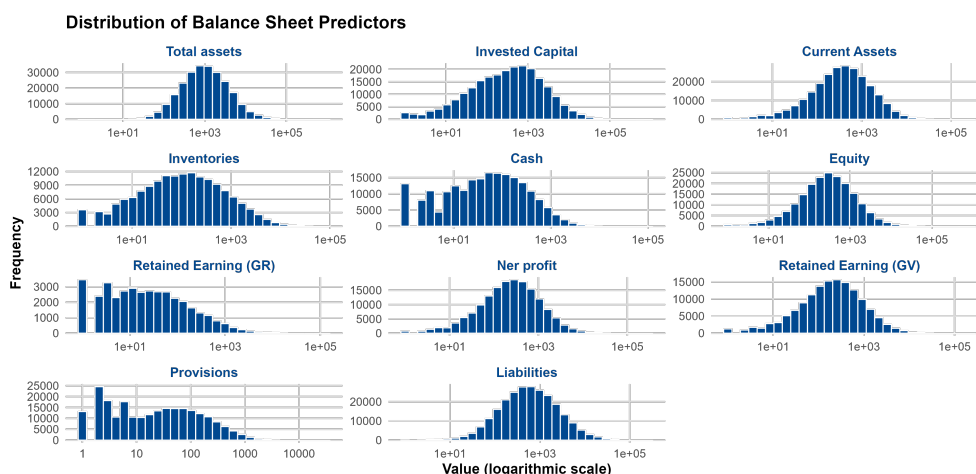 Distribution of Balance Sheet Predictors
Total assets
Invested Capital
Current Assets
30000
20000
10000
0
1e+01 1e+03 1e+05
20000
15000
10000
5000
0
1e+01 1e+03 1e+05
20000
10000
0
1e+01 1e+03 1e+05
Inventories
Cash
Equity
12000
9000
6000
3000
0
1e+01 1e+03 1e+05
15000
10000
5000
0
1e+01 1e+03 1e+05
25000
20000
15000
10000
5000
0
1e+01 1e+03 1e+05
Frequency
Retained Earning (GR)
Ner profit
Retained Earning (GV)
3000
2000
1000
0
1e+01 1e+03 1e+05
15000
10000
5000
0
1e+01 1e+03 1e+05
15000
10000
5000
0
1e+01 1e+03 1e+05
Provisions
Liabilities
25000
20000
15000
10000
5000
0
1 10 100 1000 10000
20000
10000
0
1e+01 1e+03 1e+05
Value (logarithmic scale)